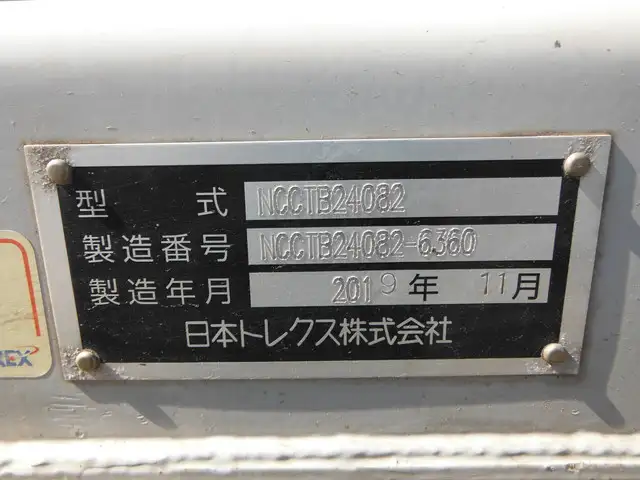 型式 NCCTB24082
製造番号 NCCTB24082-6360
製造年月 2019年 11月
日本トレクス株式会社
REX